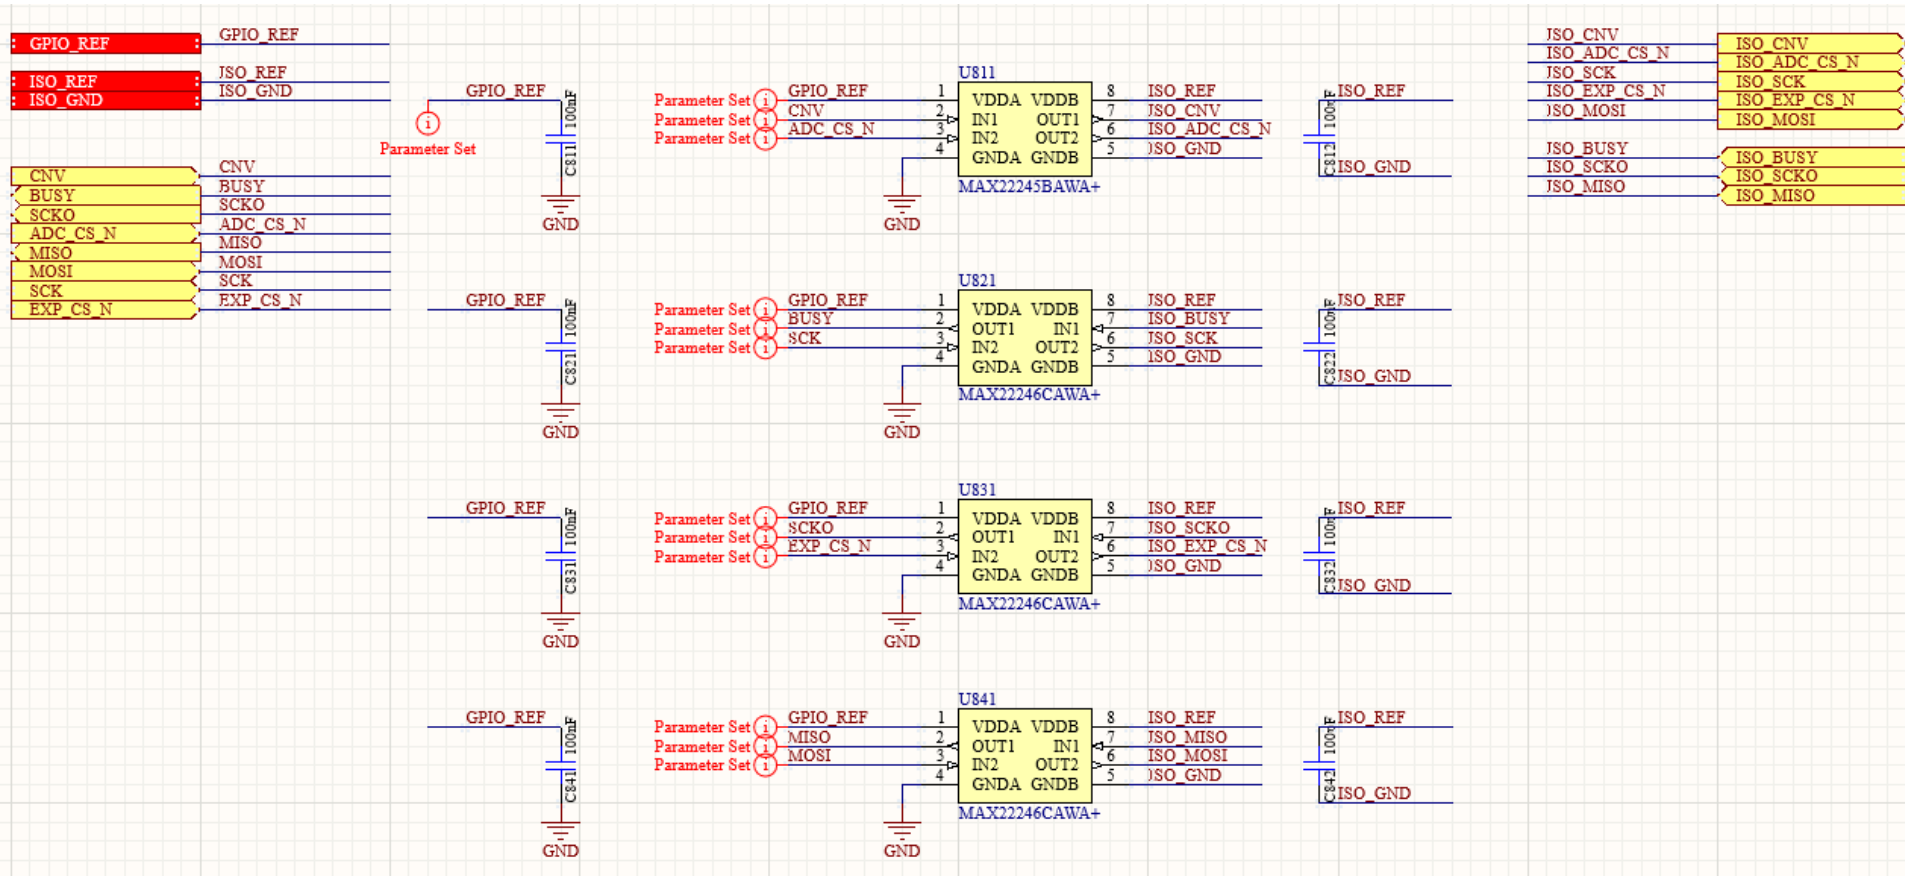 GPIO_REF
GPIO_REF
ISO_REF
ISO_REF
ISO_GND
ISO_GND
CNV
CNV
BUSY
BUSY
SCKO
SCKO
ADC_CS_N
ADC_CS_N
MISO
MISO
MOSI
MOSI
SCK
SCK
EXP_CS_N
EXP_CS_N
Parameter Set
GPIO_REF
100nF
C811
GND
Parameter Set GPIO_REF
Parameter Set CNV
Parameter Set ADC_CS_N
U811
1 VDDA VDDB 8
2 IN1 OUT1 7
3 IN2 OUT2 6
4 GNDA GNDB 5
MAX22245BAWA+
GND
ISO_REF
ISO_CNV
ISO_ADC_CS_N
ISO_GND
ISO_REF
100nF
C812
ISO_GND
GPIO_REF
100nF
C821
GND
Parameter Set GPIO_REF
Parameter Set BUSY
Parameter Set SCK
U821
1 VDDA VDDB 8
2 OUT1 IN1 7
3 IN2 OUT2 6
4 GNDA GNDB 5
MAX22246CAWA+
GND
ISO_REF
ISO_BUSY
ISO_SCK
ISO_GND
ISO_REF
100nF
C822
ISO_GND
GPIO_REF
100nF
C831
GND
Parameter Set GPIO_REF
Parameter Set SCKO
Parameter Set EXP_CS_N
U831
1 VDDA VDDB 8
2 OUT1 IN1 7
3 IN2 OUT2 6
4 GNDA GNDB 5
MAX22246CAWA+
GND
ISO_REF
ISO_SCKO
ISO_EXP_CS_N
ISO_GND
ISO_REF
100nF
C832
ISO_GND
GPIO_REF
100nF
C841
GND
Parameter Set GPIO_REF
Parameter Set MISO
Parameter Set MOSI
U841
1 VDDA VDDB 8
2 OUT1 IN1 7
3 IN2 OUT2 6
4 GNDA GNDB 5
MAX22246CAWA+
GND
ISO_REF
ISO_MISO
ISO_MOSI
ISO_GND
ISO_REF
100nF
C842
ISO_GND
ISO_CNV
ISO_CNV
ISO_ADC_CS_N
ISO_ADC_CS_N
ISO_SCK
ISO_SCK
ISO_EXP_CS_N
ISO_EXP_CS_N
ISO_MOSI
ISO_MOSI
ISO_BUSY
ISO_BUSY
ISO_SCKO
ISO_SCKO
ISO_MISO
ISO_MISO